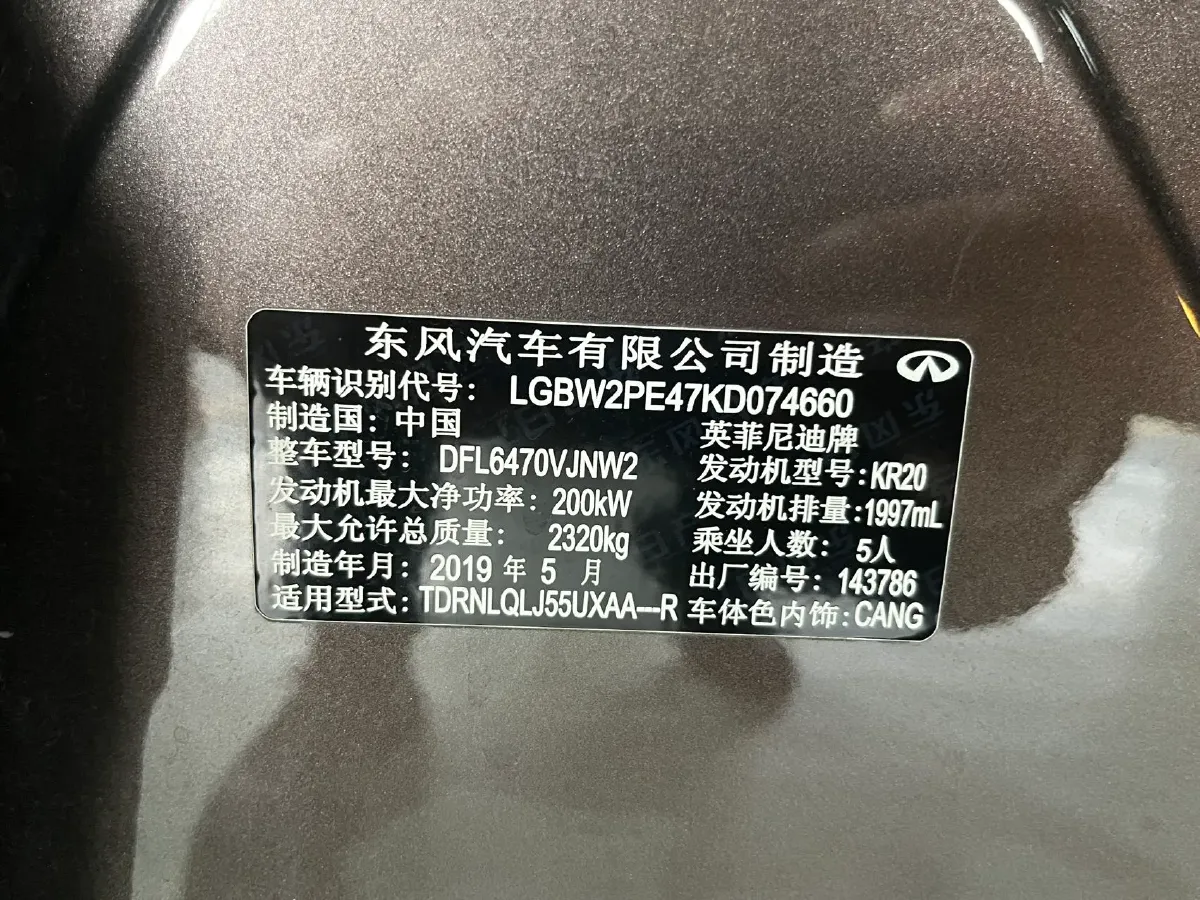 东风汽车有限公司制造
车辆识别代号: LGBW2PE47KD074660
制造国: 中国 英菲尼迪牌
整车型号: DFL6470VJNW2 发动机型号:KR20
发动机最大净功率: 200kW 发动机排量:1997mL
最大允许总质量: 2320kg 乘坐人数: 5人
制造年月: 2019 年 5 月 出厂编号: 143786
适用型式: TDRNLQLJ55UXAA---R 车体色内饰:CANG